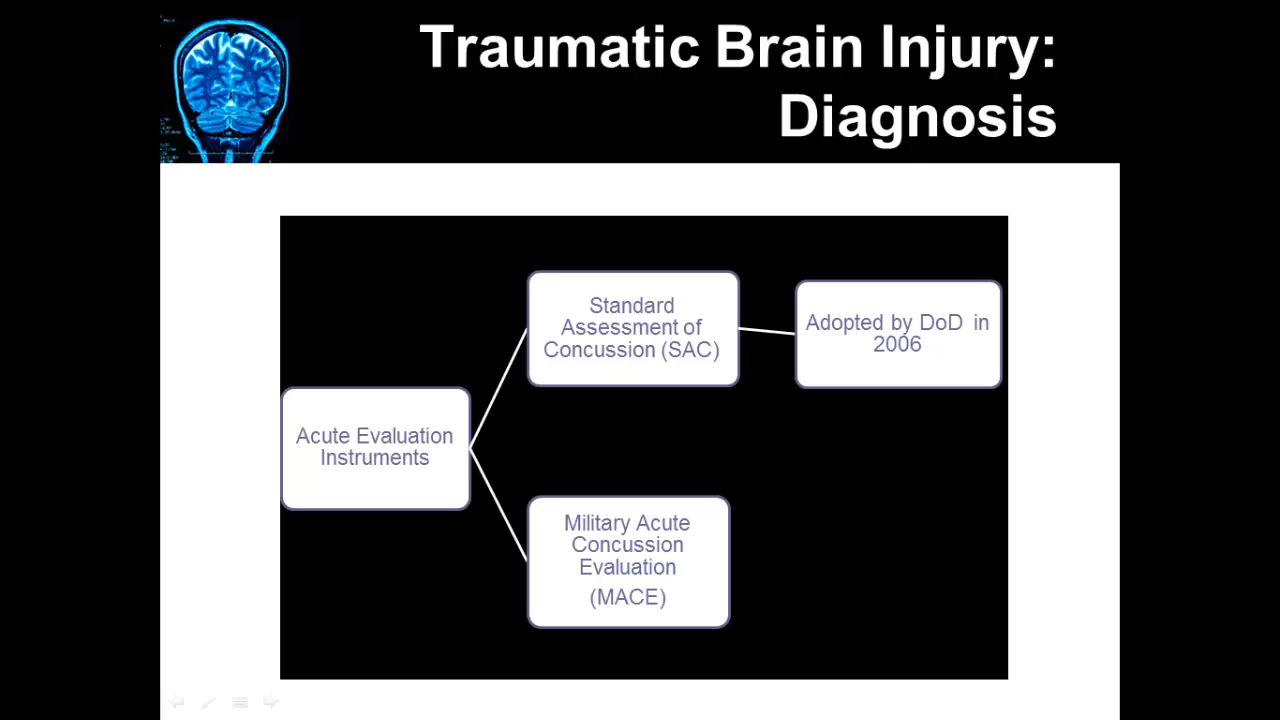 Traumatic Brain Injury:
Diagnosis
Standard
Assessment of
Concussion (SAC)
Adopted by DoD in
2006
Acute Evaluation
Instruments
Military Acute
Concussion
Evaluation
(MACE)